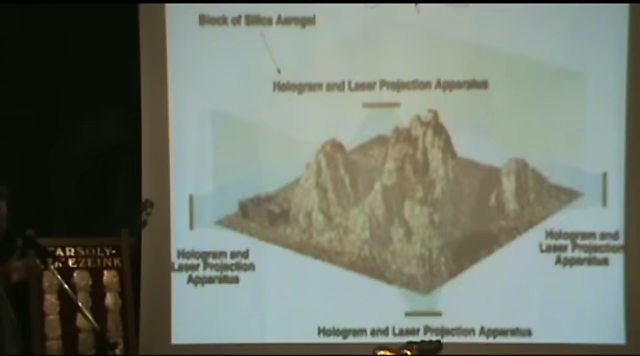 Block of Silica Aerogel
Hologram and Laser Projection Apparatus
Hologram and
Laser Projection
Apparatus
Hologram and
Laser Projection
Apparatus
Hologram and Laser Projection Apparatus